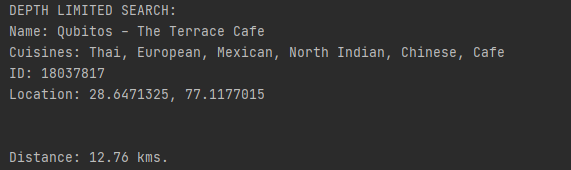 DEPTH LIMITED SEARCH:
Name: Qubitos - The Terrace Cafe
Cuisines: Thai, European, Mexican, North Indian, Chinese, Cafe
ID: 18037817
Location: 28.6471325, 77.1177015
Distance: 12.76 kms.